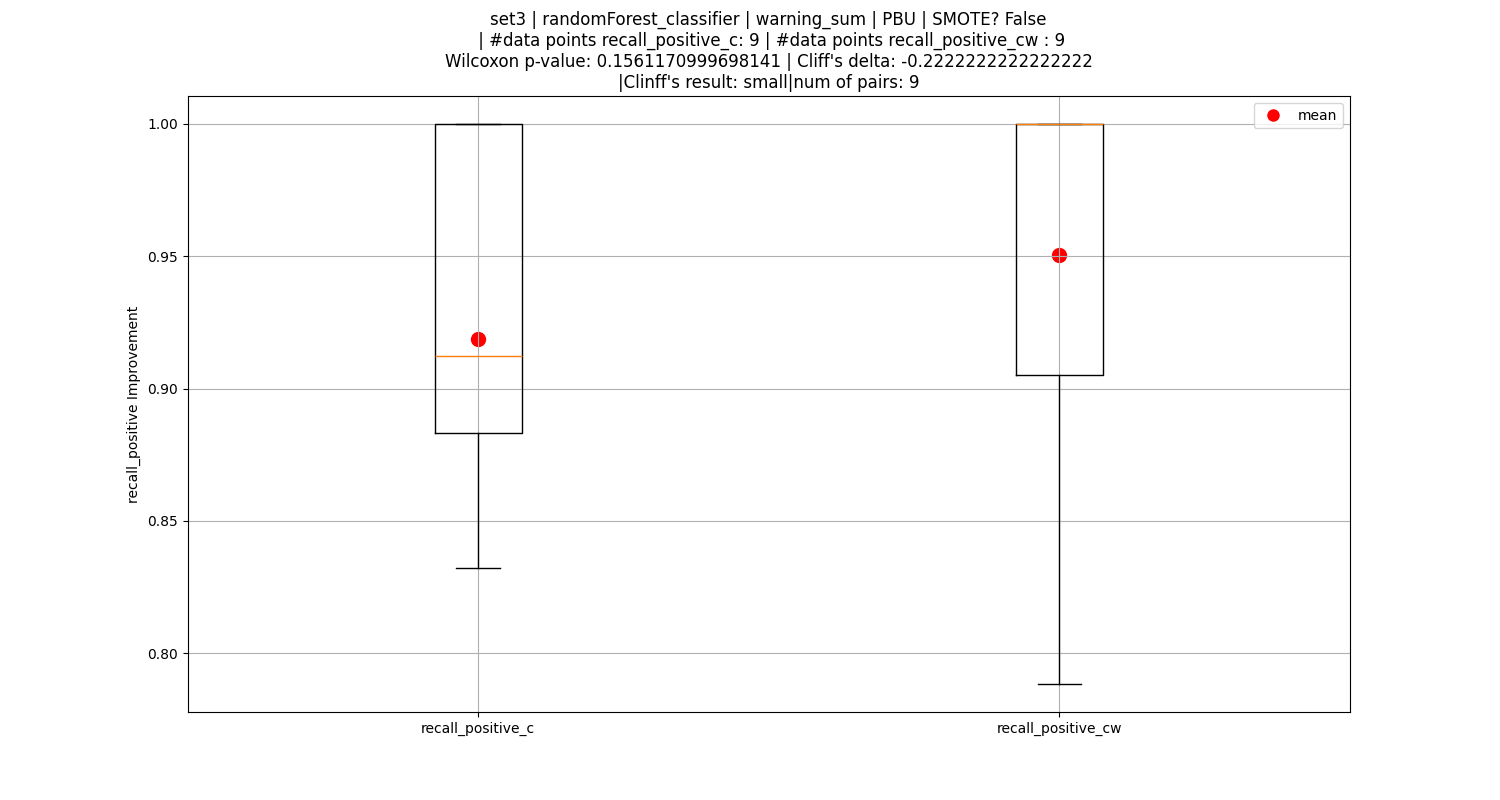 set3 | randomForest_classifier | warning_sum | PBU | SMOTE? False
| #data points recall_positive_c: 9 | #data points recall_positive_cw : 9
Wilcoxon p-value: 0.1561170999698141 | Cliff's delta: -0.2222222222222222
|Clinff's result: small|num of pairs: 9
mean
1.00
0.95
0.90
0.85
0.80
recall_positive Improvement
recall_positive_c
recall_positive_cw